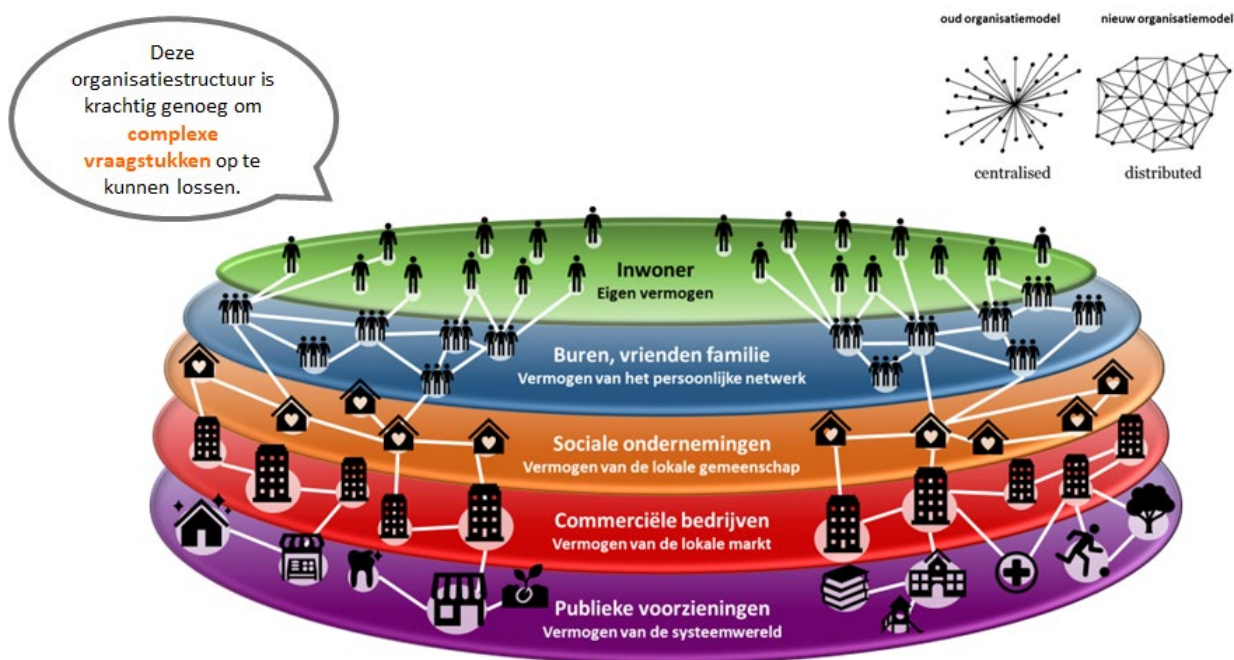 Deze
organisatiestructuur is
krachtig genoeg om
complexe
vraagstukken op te
kunnen lossen.
oud organisatiemodel
nieuw organisatiemodel
centralised
distributed
Inwoner
Eigen vermogen
Buren, vrienden familie
Vermogen van het persoonlijke netwerk
Sociale ondernemingen
Vermogen van de lokale gemeenschap
Commerciële bedrijven
Vermogen van de lokale markt
Publieke voorzieningen
Vermogen van de systeemwereld